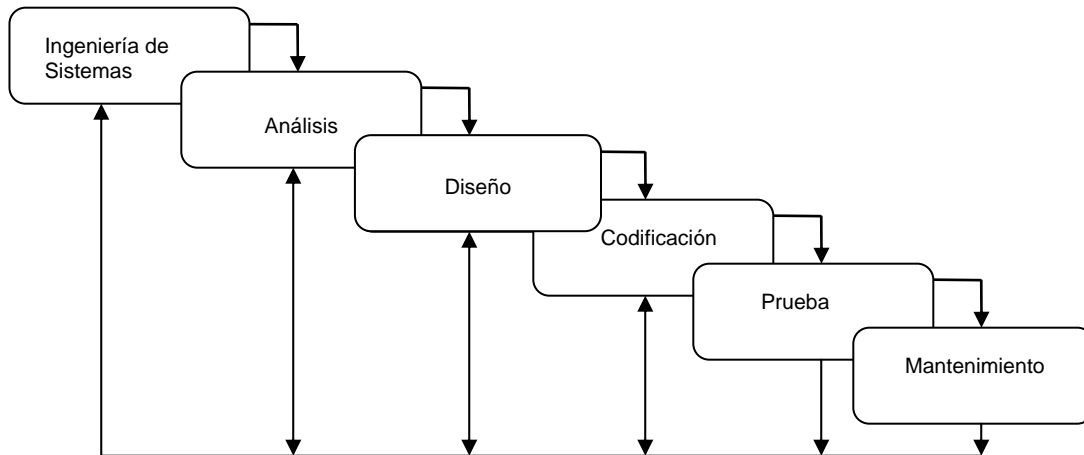 Ingeniería de
Sistemas
Análisis
Diseño
Codificación
Prueba
Mantenimiento